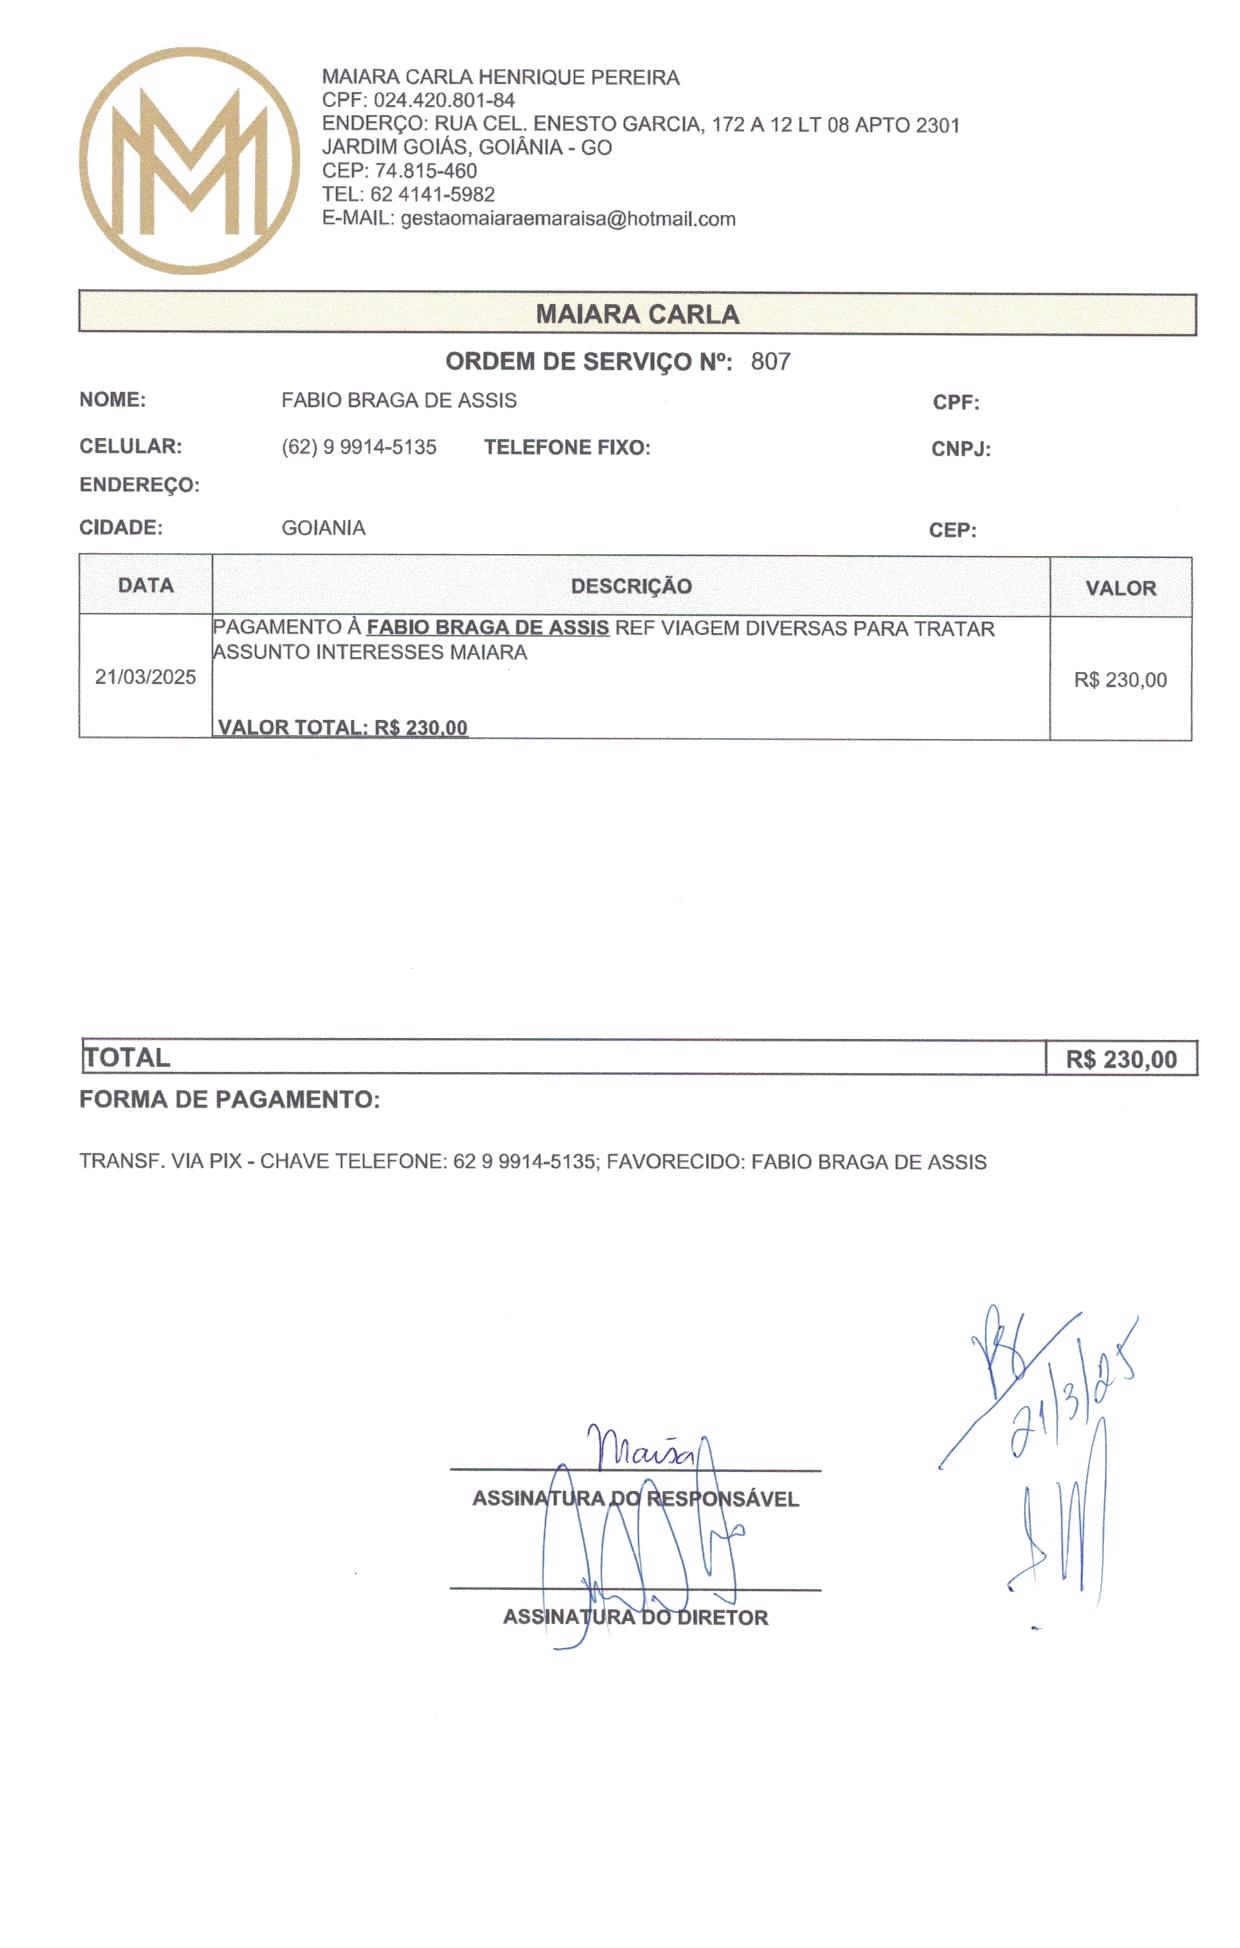 MAIARA CARLA HENRIQUE PEREIRA
CPF: 024.420.801-84
ENDERÇO: RUA CEL. ENESTO GARCIA, 172 A 12 LT 08 APTO 2301
JARDIM GOIÁS, GOIÂNIA - GO
CEP: 74.815-460
TEL: 62 4141-5982
E-MAIL: gestaomaiaraemaraisa@hotmail.com
MAIARA CARLA
ORDEM DE SERVIÇO Nº: 807
NOME: FABIO BRAGA DE ASSIS CPF:
CELULAR: (62) 9 9914-5135 TELEFONE FIXO: CNPJ:
ENDEREÇO:
CIDADE: GOIANIA CEP:
DATA DESCRIÇÃO VALOR
PAGAMENTO À FABIO BRAGA DE ASSIS REF VIAGEM DIVERSAS PARA TRATAR
ASSUNTO INTERESSES MAIARA
21/03/2025 R$ 230,00
VALOR TOTAL: R$ 230,00
TOTAL R$ 230,00
FORMA DE PAGAMENTO:
TRANSF. VIA PIX - CHAVE TELEFONE: 62 9 9914-5135; FAVORECIDO: FABIO BRAGA DE ASSIS
21/3/25
ASSINATURA DO RESPONSÁVEL
ASSINATURA DO DIRETOR